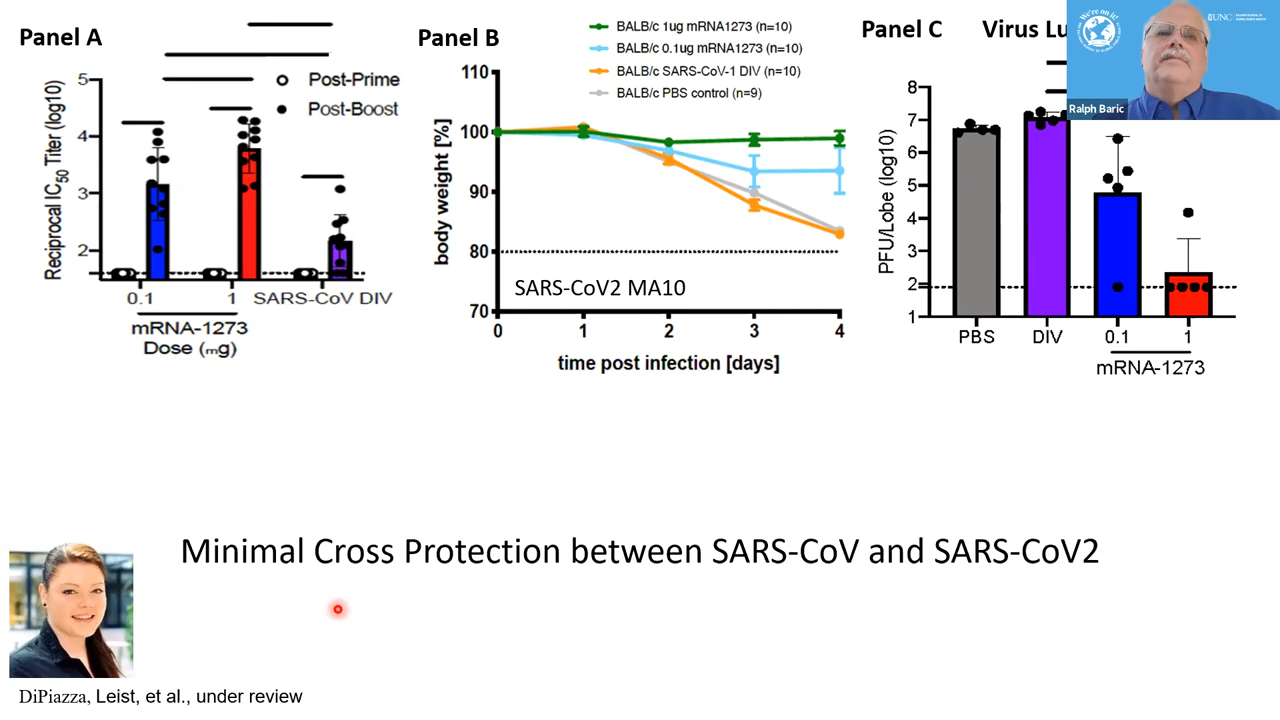 Panel A
Post-Prime
Post-Boost
Reciprocal IC50 Titer (log10)
5
4
3
2
0.1
1
SARS-CoV DIV
mRNA-1273
Dose (mg)
Panel B
BALB/c 1ug mRNA1273 (n=10)
BALB/c 0.1ug mRNA1273 (n=10)
BALB/c SARS-CoV-1 DIV (n=10)
BALB/c PBS control (n=9)
body weight [%]
110
100
90
80
70
SARS-CoV2 MA10
0 1 2 3 4
time post infection [days]
Panel C
Virus Lu
PFU/Lobe (log10)
8
7
6
5
4
3
2
1
PBS DIV 0.1 1
mRNA-1273
We're on it!
UNC
Ralph Baric
Minimal Cross Protection between SARS-CoV and SARS-CoV2
DiPiazza, Leist, et al., under review